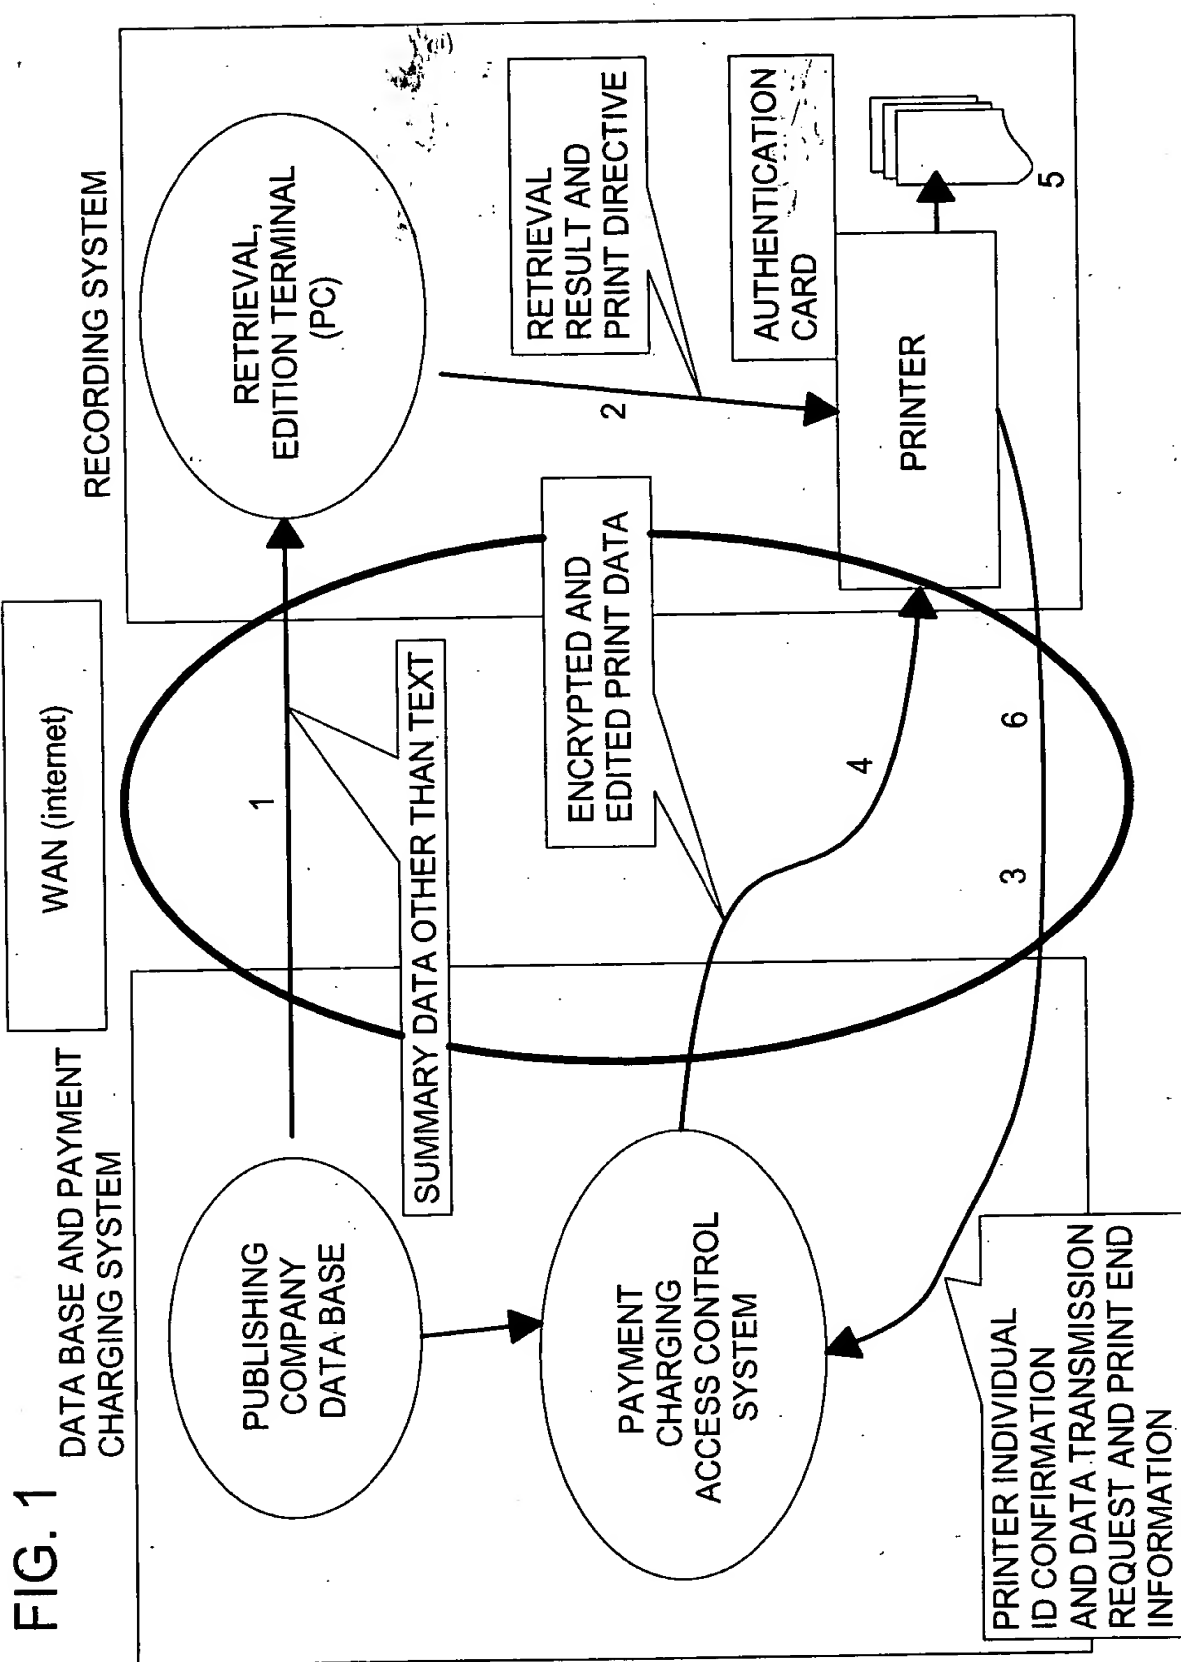 FIG. 1
DATA BASE AND PAYMENT
CHARGING SYSTEM
WAN (internet)
RECORDING SYSTEM
PUBLISHING
COMPANY
DATA BASE
1
RETRIEVAL,
EDITION TERMINAL
(PC)
SUMMARY DATA OTHER THAN TEXT
2
RETRIEVAL
RESULT AND
PRINT DIRECTIVE
ENCRYPTED AND
EDITED PRINT DATA
AUTHENTICATION
CARD
PAYMENT
CHARGING
ACCESS CONTROL
SYSTEM
4
PRINTER
5
3
6
PRINTER INDIVIDUAL
ID CONFIRMATION
AND DATA TRANSMISSION
REQUEST AND PRINT END
INFORMATION